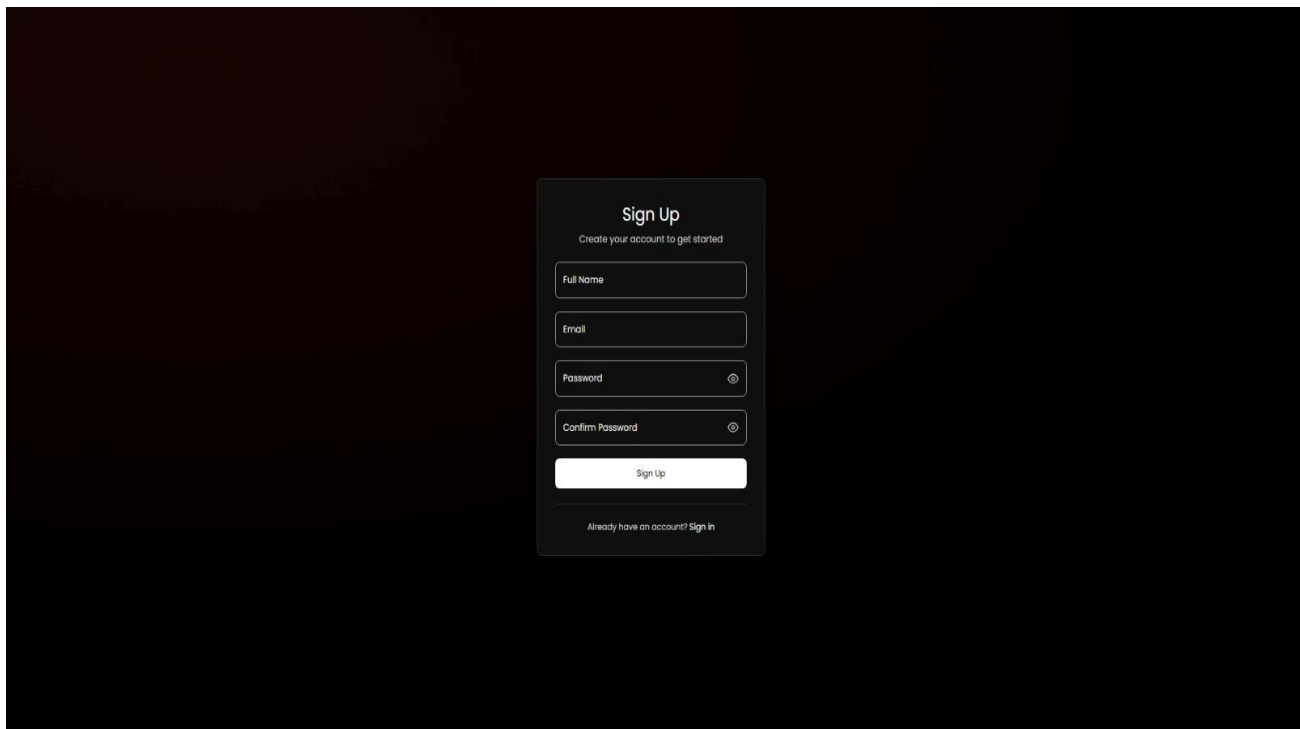 Sign Up
Create your account to get started
Full Name
Email
Password
Confirm Password
Sign Up
Already have an account? Sign in